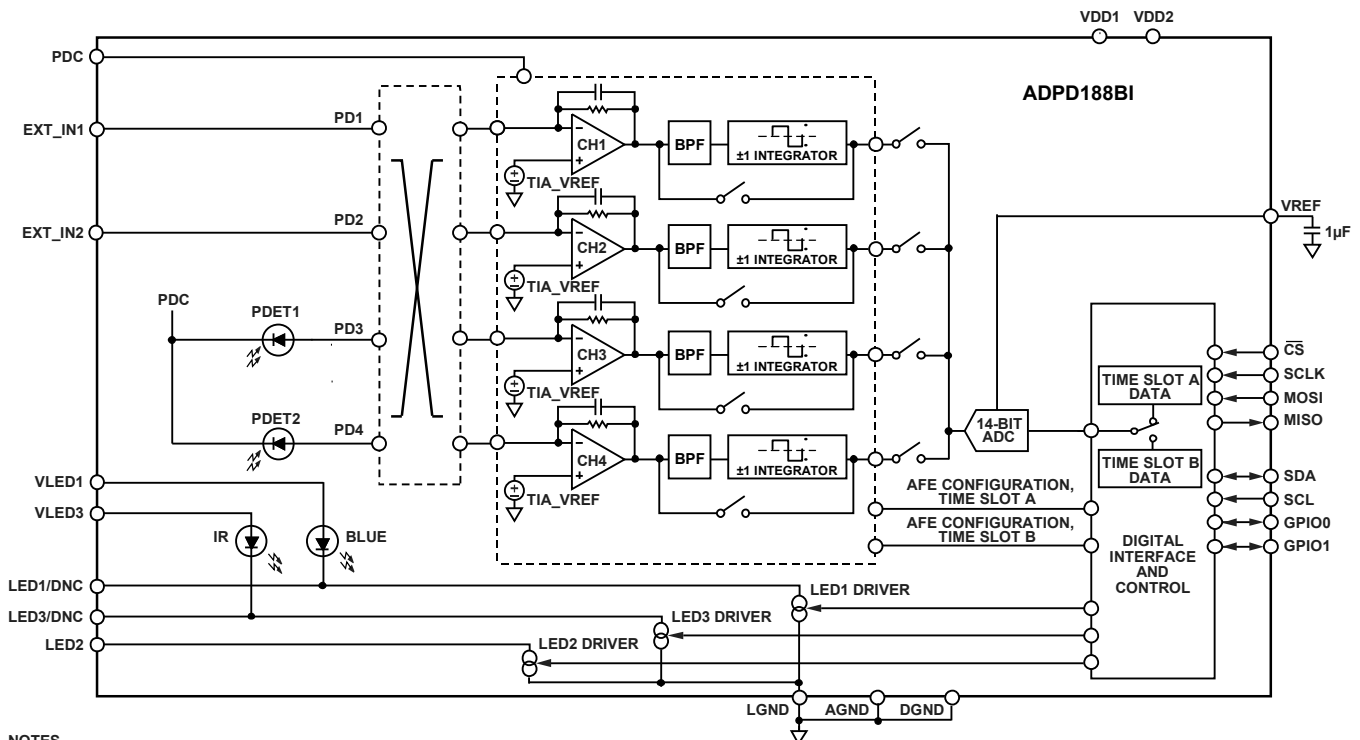 VDD1 VDD2
PDC
ADPD188BI
EXT_IN1
PD1
CH1
BPF
±1 INTEGRATOR
TIA_VREF
VREF
1µF
EXT_IN2
PD2
CH2
BPF
±1 INTEGRATOR
TIA_VREF
PDC
PDET1
PD3
CH3
BPF
±1 INTEGRATOR
TIA_VREF
PDET2
PD4
CH4
BPF
±1 INTEGRATOR
TIA_VREF
14-BIT
ADC
TIME SLOT A
DATA
TIME SLOT B
DATA
CS
SCLK
MOSI
MISO
SDA
SCL
GPIO0
GPIO1
AFE CONFIGURATION,
TIME SLOT A
AFE CONFIGURATION,
TIME SLOT B
DIGITAL
INTERFACE
AND
CONTROL
VLED1
VLED3
IR
BLUE
LED1/DNC
LED1 DRIVER
LED3/DNC
LED3 DRIVER
LED2
LED2 DRIVER
LGND AGND DGND
NOTES